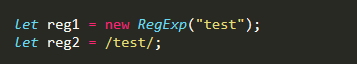 let reg1 = new RegExp("test");
let reg2 = /test/;